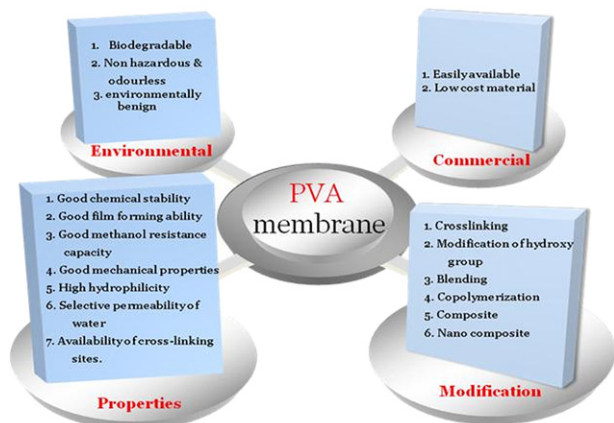 1. Biodegradable
2. Non hazardous &
odourless
3. environmentally
benign
Environmental
1. Easily available
2. Low cost material
Commercial
PVA
membrane
1. Good chemical stability
2. Good film forming ability
3. Good methanol resistance
capacity
4. Good mechanical properties
5. High hydrophilicity
6. Selective permeability of
water
7. Availability of cross-linking
sites.
Properties
1. Crosslinking
2. Modification of hydroxy
group
3. Blending
4. Copolymerization
5. Composite
6. Nano composite
Modification